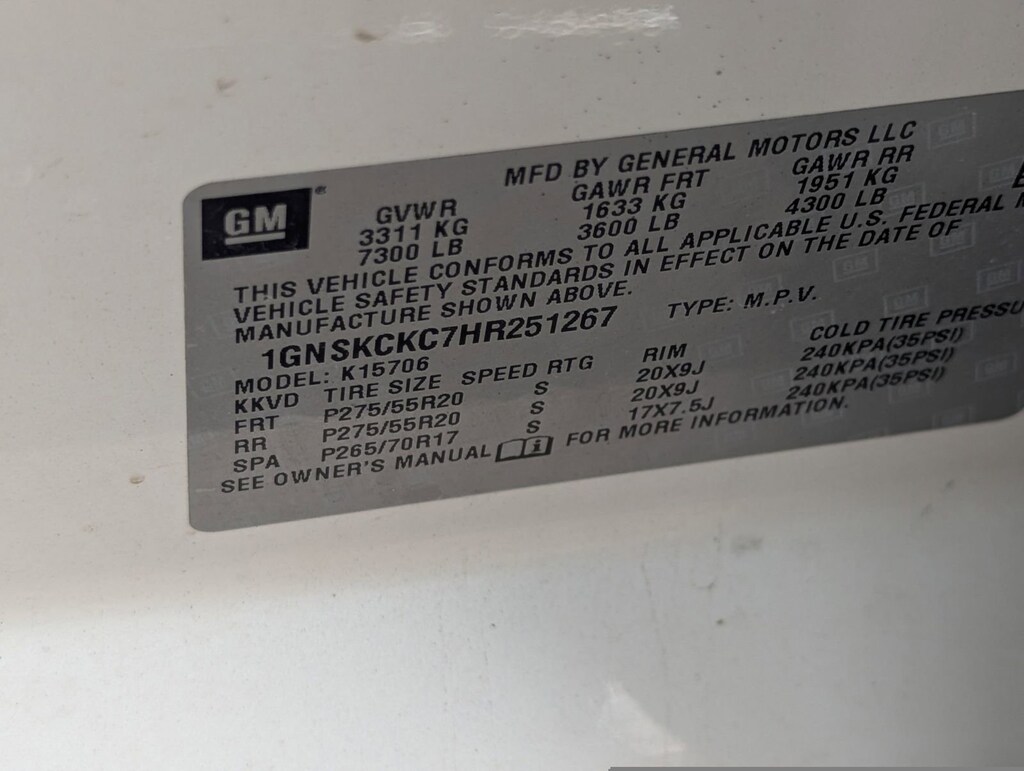 MFD BY GENERAL MOTORS LLC
GM
GVWR GAWR FRT GAWR RR
3311 KG 1633 KG 1951 KG
7300 LB 3600 LB 4300 LB
THIS VEHICLE CONFORMS TO ALL APPLICABLE U.S. FEDERAL
VEHICLE SAFETY STANDARDS IN EFFECT ON THE DATE OF
MANUFACTURE SHOWN ABOVE.
1GNSKCKC7HR251267 TYPE: M.P.V.
MODEL: K15706
KKVD TIRE SIZE SPEED RTG RIM COLD TIRE PRESSU
FRT P275/55R20 S 20X9J 240KPA(35PSI)
RR P275/55R20 S 20X9J 240KPA(35PSI)
SPA P265/70R17 S 17X7.5J 240KPA(35PSI)
SEE OWNER'S MANUAL FOR MORE INFORMATION.